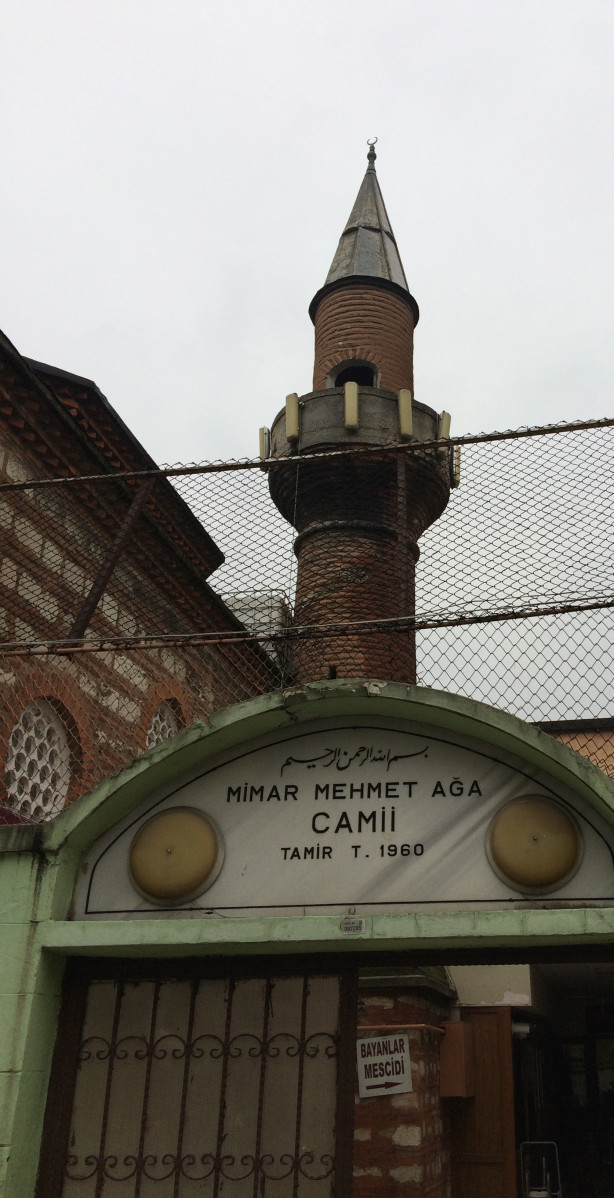 بسم الله الرحمن الرحيم
MİMAR MEHMET AĞA
CAMİİ
TAMİR T. 1960
BAYANLAR
MESCİDİ